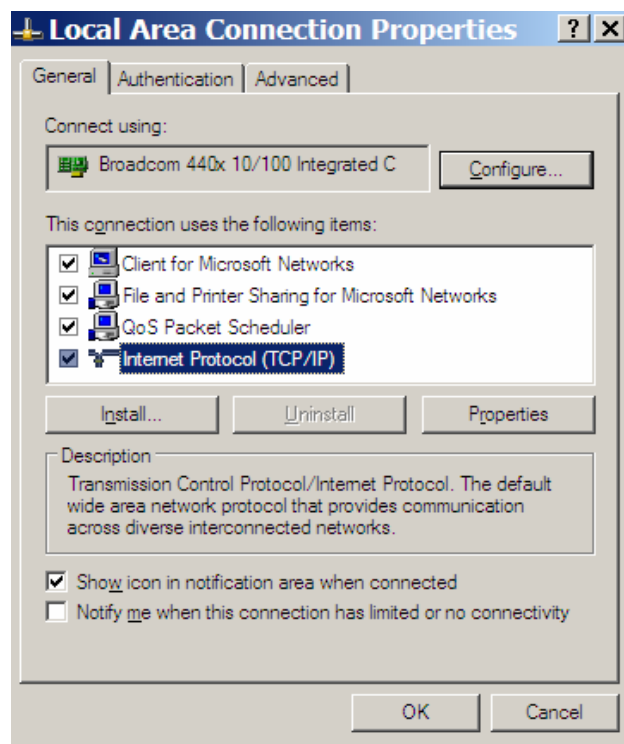 Local Area Connection Properties
General Authentication Advanced
Connect using:
Broadcom 440x 10/100 Integrated C Configure...
This connection uses the following items:
Client for Microsoft Networks
File and Printer Sharing for Microsoft Networks
QoS Packet Scheduler
Internet Protocol (TCP/IP)
Install... Uninstall Properties
Description
Transmission Control Protocol/Internet Protocol. The default
wide area network protocol that provides communication
across diverse interconnected networks.
Show icon in notification area when connected
Notify me when this connection has limited or no connectivity
OK Cancel